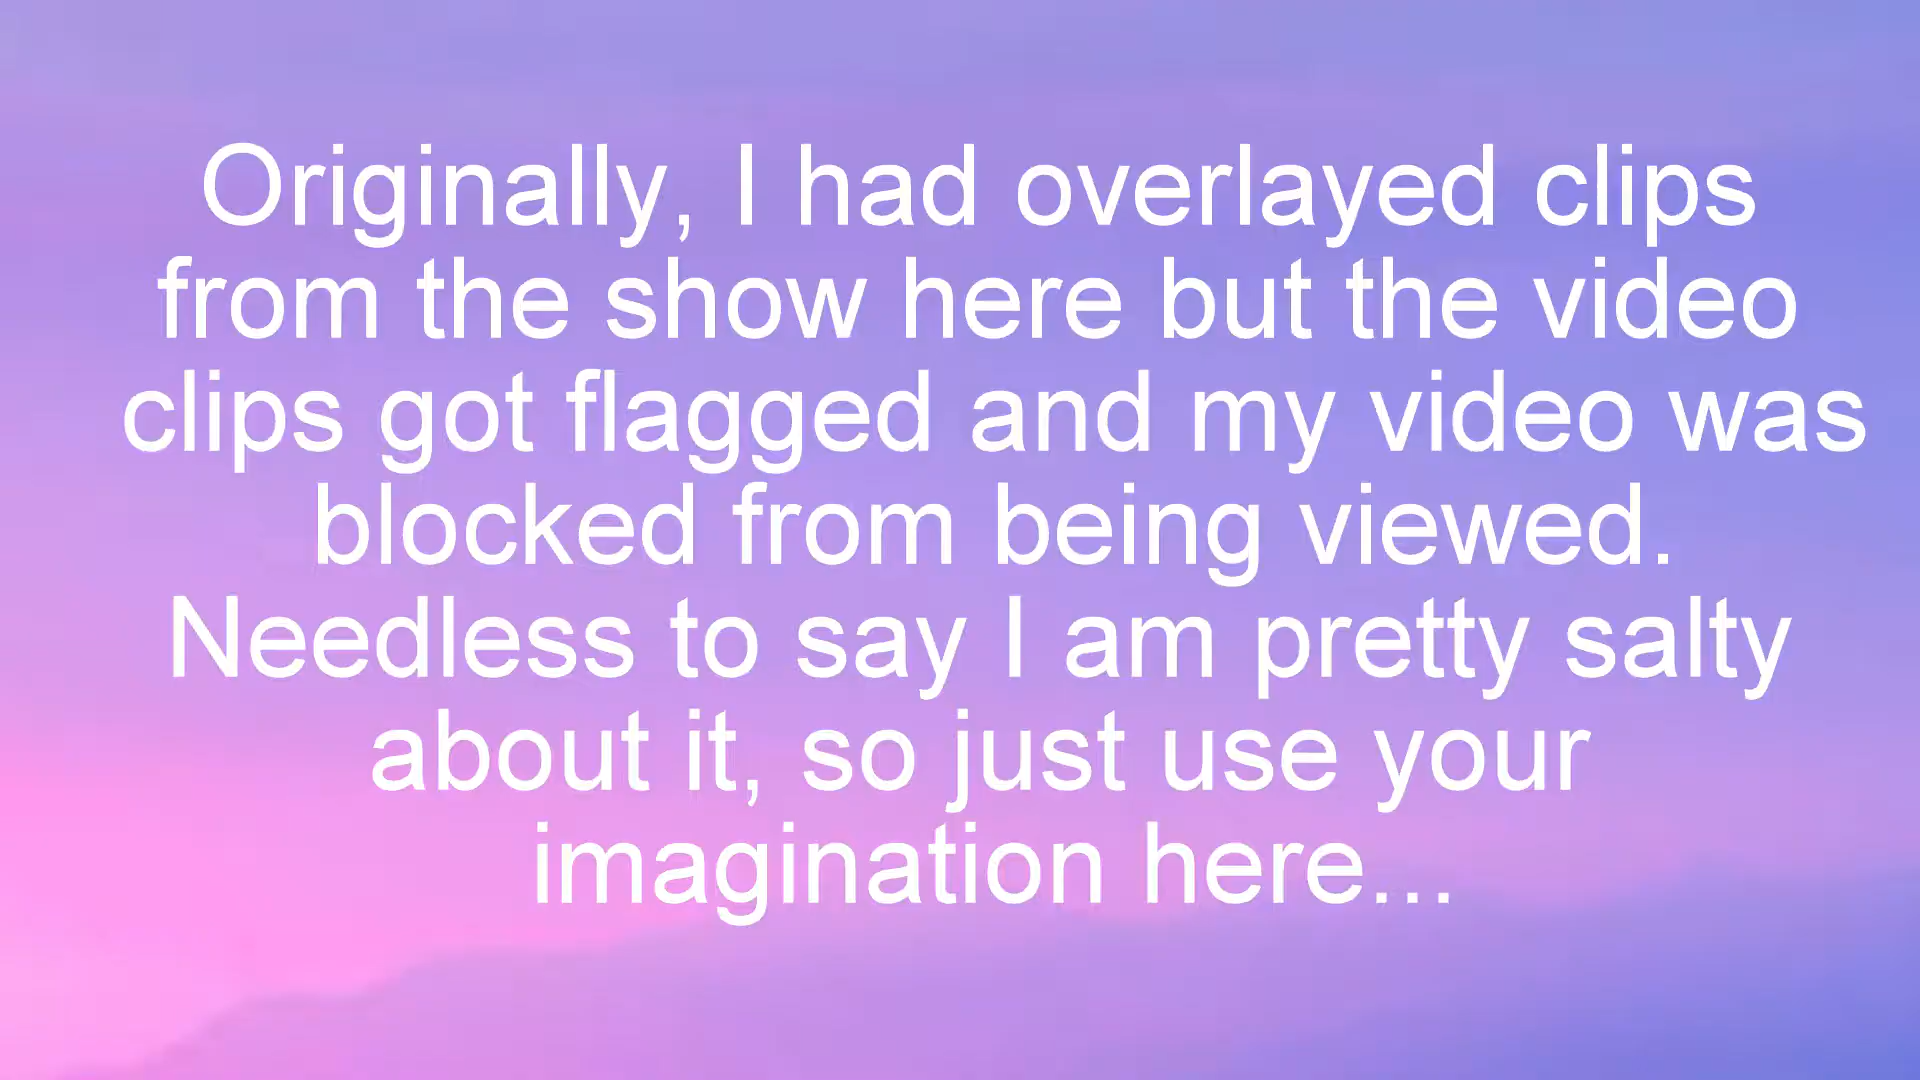 Originally, I had overlayed clips
from the show here but the video
clips got flagged and my video was
blocked from being viewed.
Needless to say I am pretty salty
about it, so just use your
imagination here...